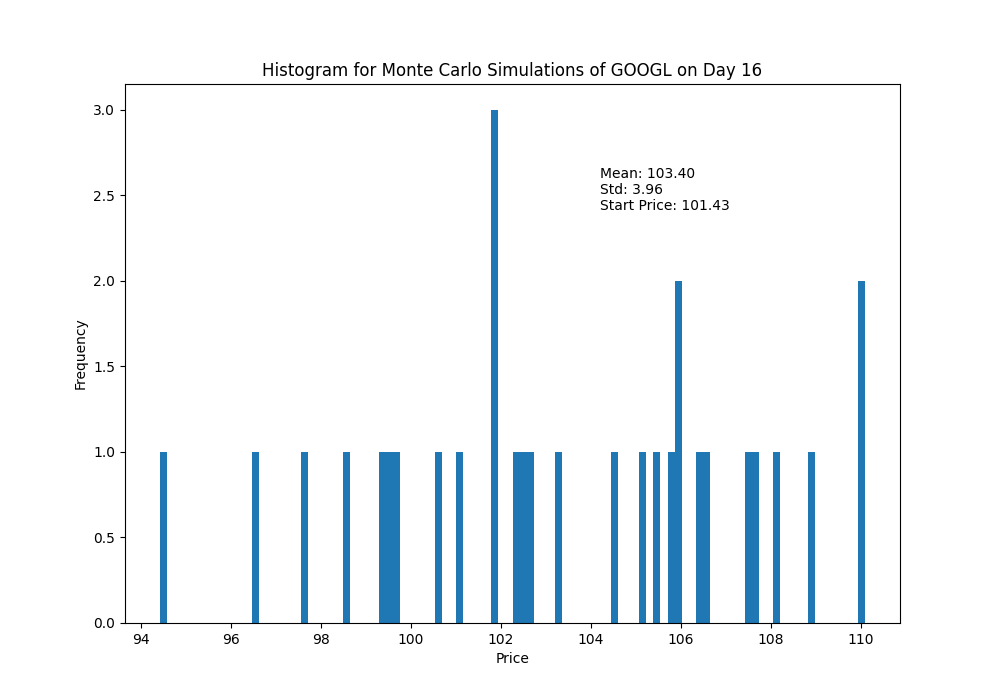 Histogram for Monte Carlo Simulations of GOOGL on Day 16
3.0
Mean: 103.40
Std: 3.96
Start Price: 101.43
2.5
2.0
1.5
Frequency
1.0
0.5
0.0
94 96 98 100 102 104 106 108 110
Price